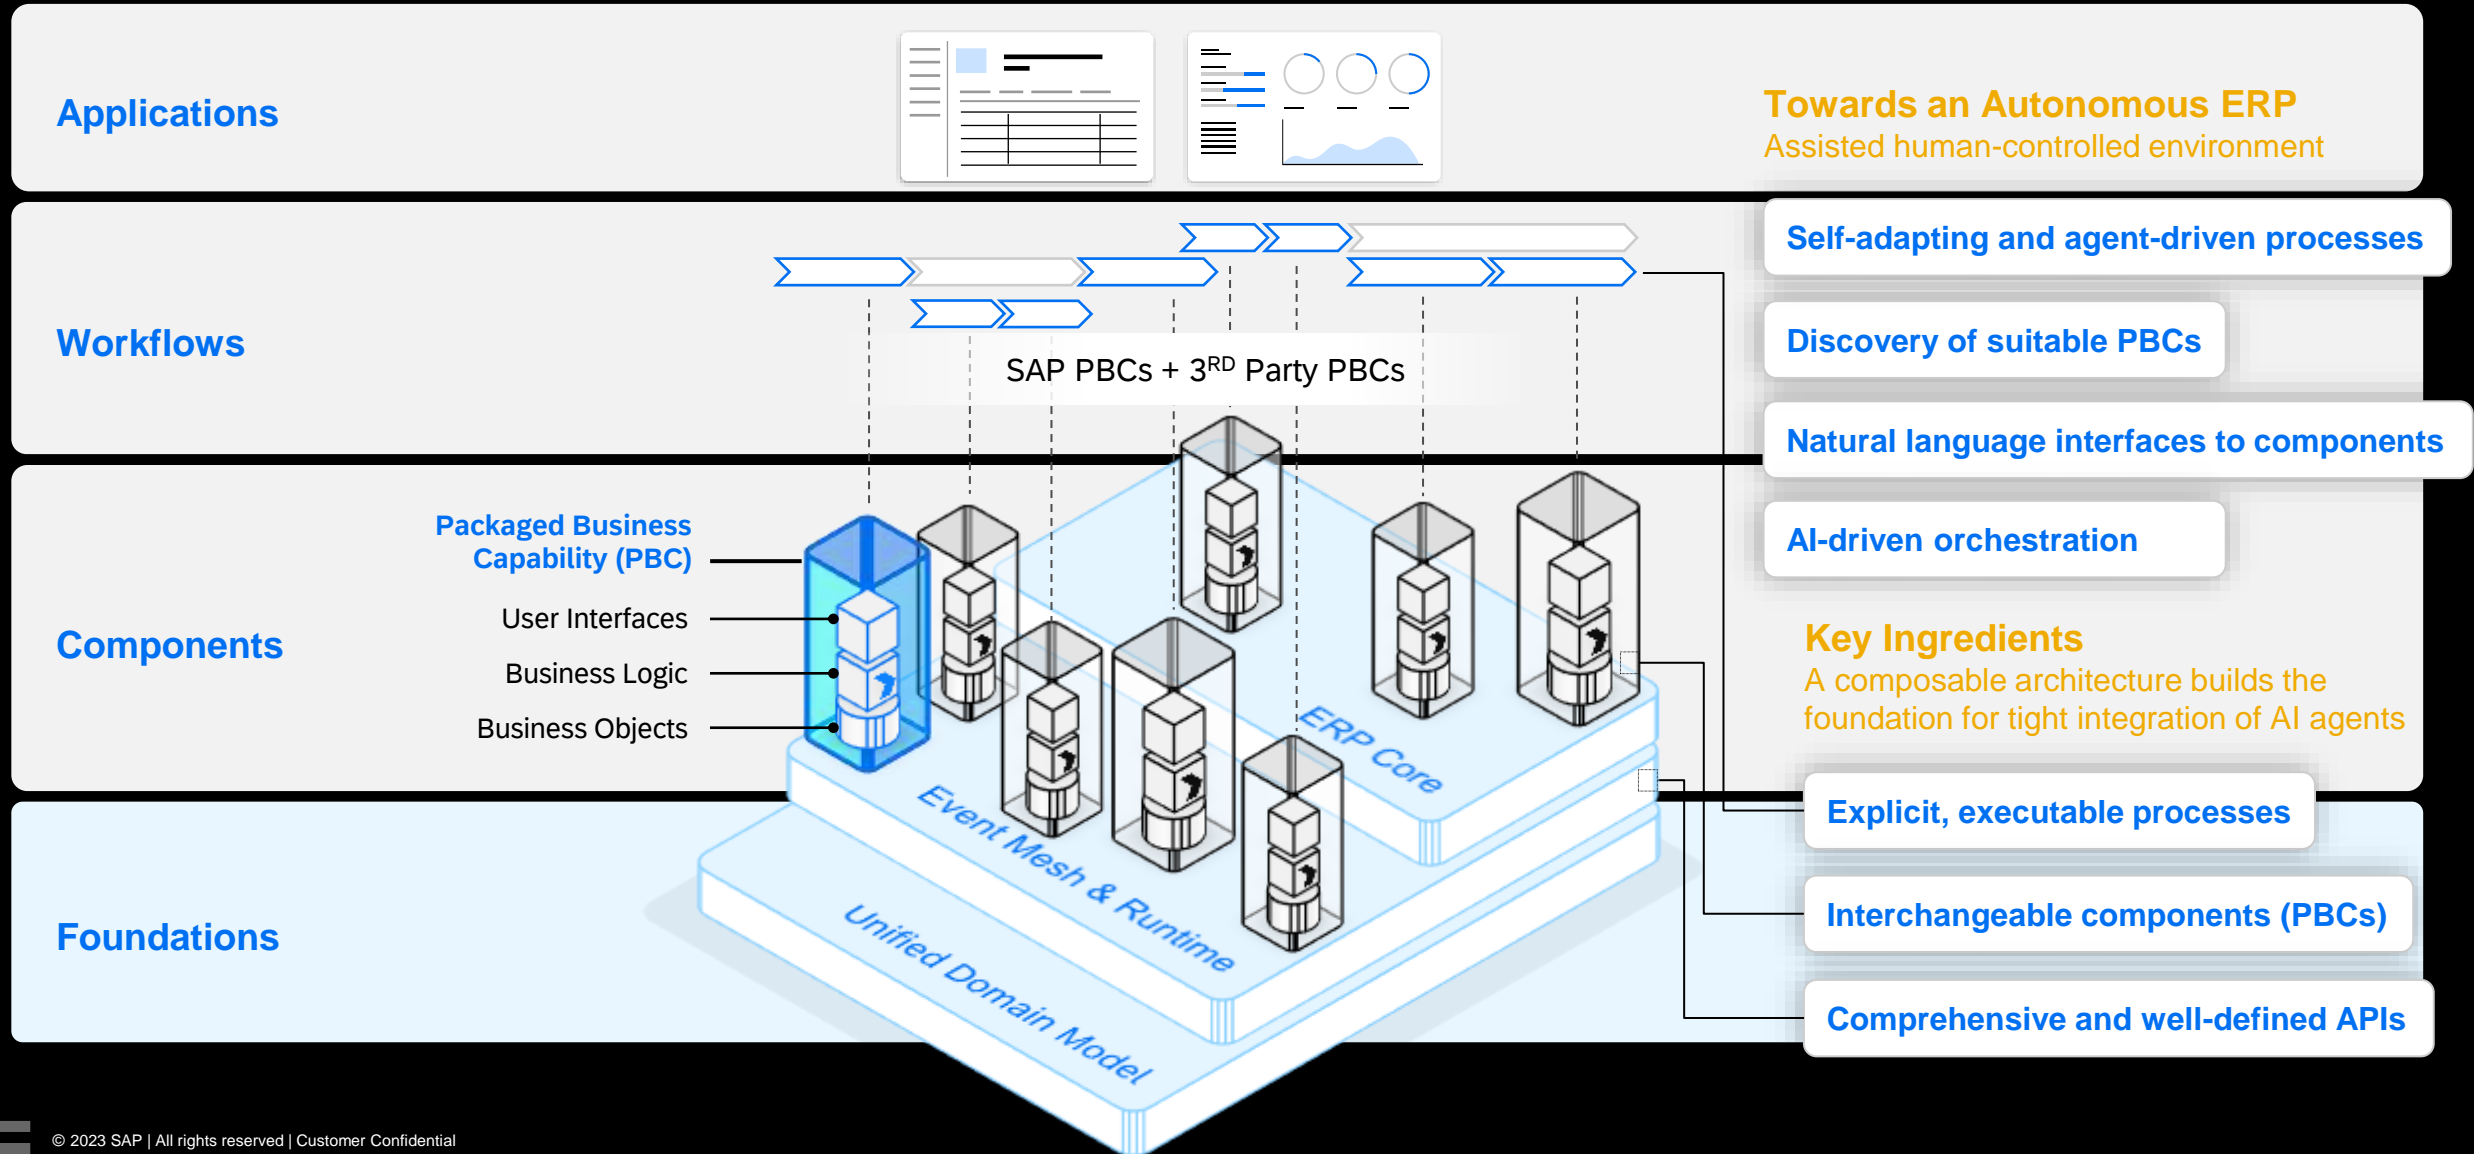 Applications
Towards an Autonomous ERP
Assisted human-controlled environment
Workflows
SAP PBCs + 3RD Party PBCs
Self-adapting and agent-driven processes
Discovery of suitable PBCs
Natural language interfaces to components
AI-driven orchestration
Components
Packaged Business
Capability (PBC)
User Interfaces
Business Logic
Business Objects
ERP Core
Event Mesh & Runtime
Unified Domain Model
Key Ingredients
A composable architecture builds the
foundation for tight integration of AI agents
Explicit, executable processes
Interchangeable components (PBCs)
Comprehensive and well-defined APIs
Foundations
© 2023 SAP | All rights reserved | Customer Confidential